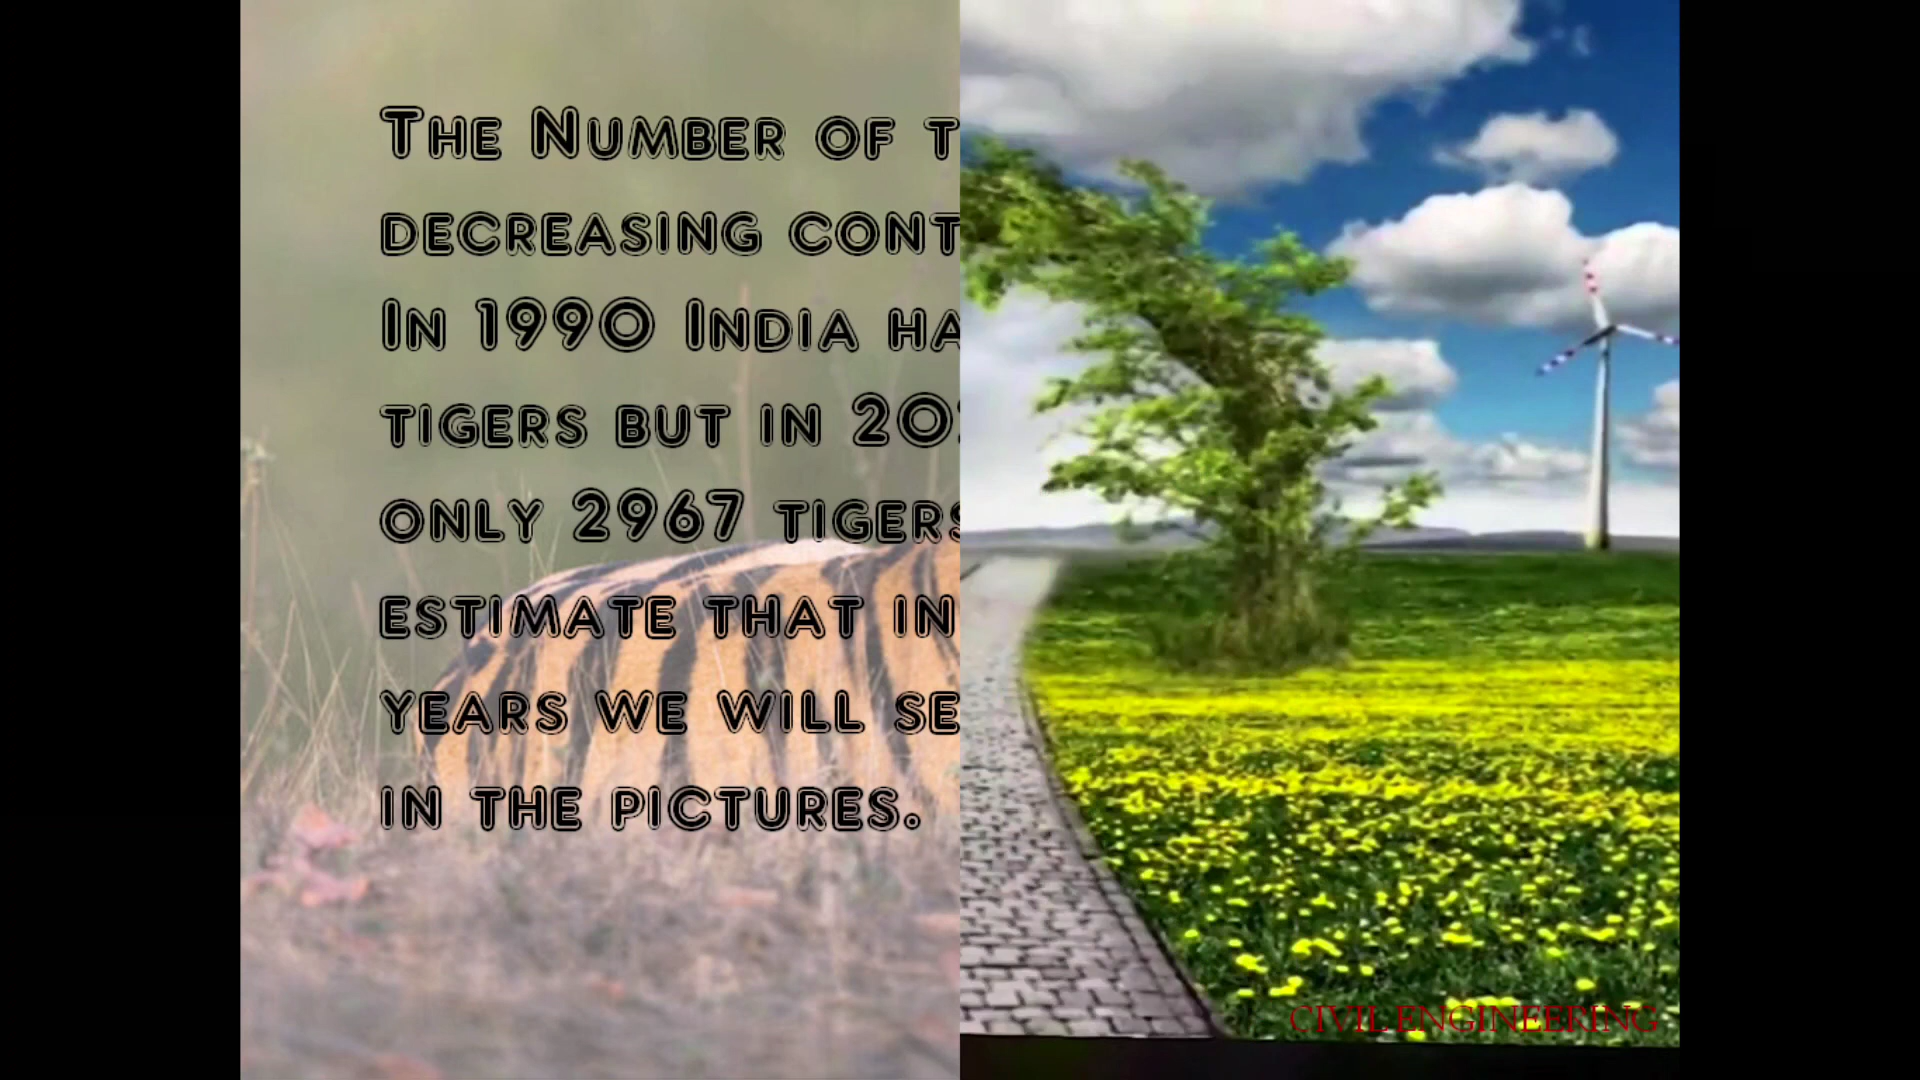 The Number of t
decreasing cont
In 1990 India ha
tigers but in 20
only 2967 tigers
estimate that in
years we will se
in the pictures.
CIVIL ENGINEERING